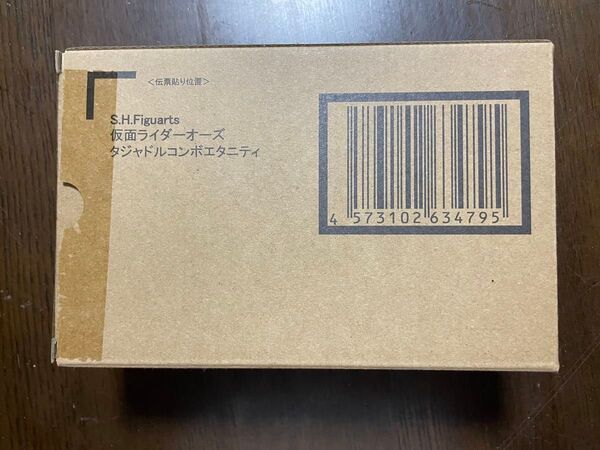 <伝票貼り位置>
S.H.Figuarts
仮面ライダーオーズ
タジャドルコンボエタニティ
4 573102 634795